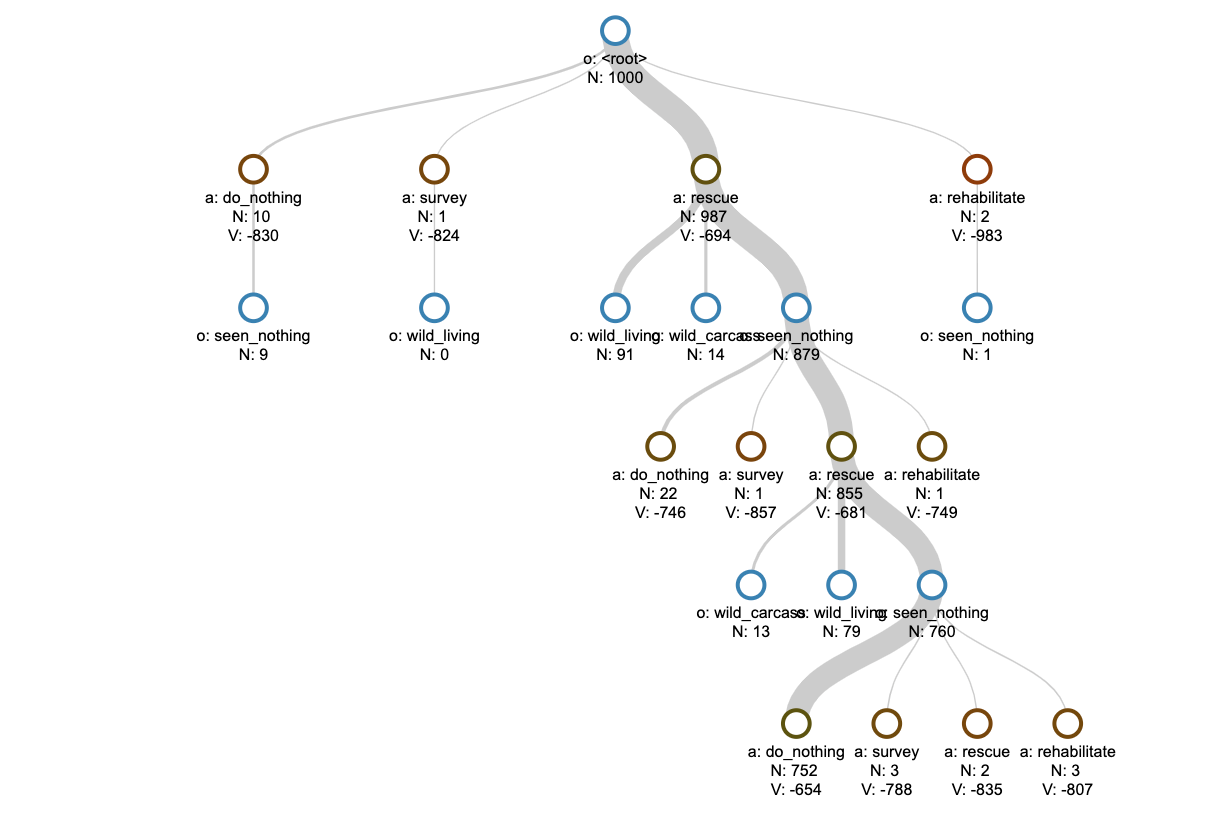 o: <root>
N: 1000
a: do_nothing
N: 10
V: -830
a: survey
N: 1
V: -824
a: rescue
N: 987
V: -694
a: rehabilitate
N: 2
V: -983
o: seen_nothing
N: 9
o: wild_living
N: 0
o: wild_living
N: 91
o: wild_carcass
N: 14
o: seen_nothing
N: 879
o: seen_nothing
N: 1
a: do_nothing
N: 22
V: -746
a: survey
N: 1
V: -857
a: rescue
N: 855
V: -681
a: rehabilitate
N: 1
V: -749
o: wild_carcass
N: 13
o: wild_living
N: 79
o: seen_nothing
N: 760
a: do_nothing
N: 752
V: -654
a: survey
N: 3
V: -788
a: rescue
N: 2
V: -835
a: rehabilitate
N: 3
V: -807